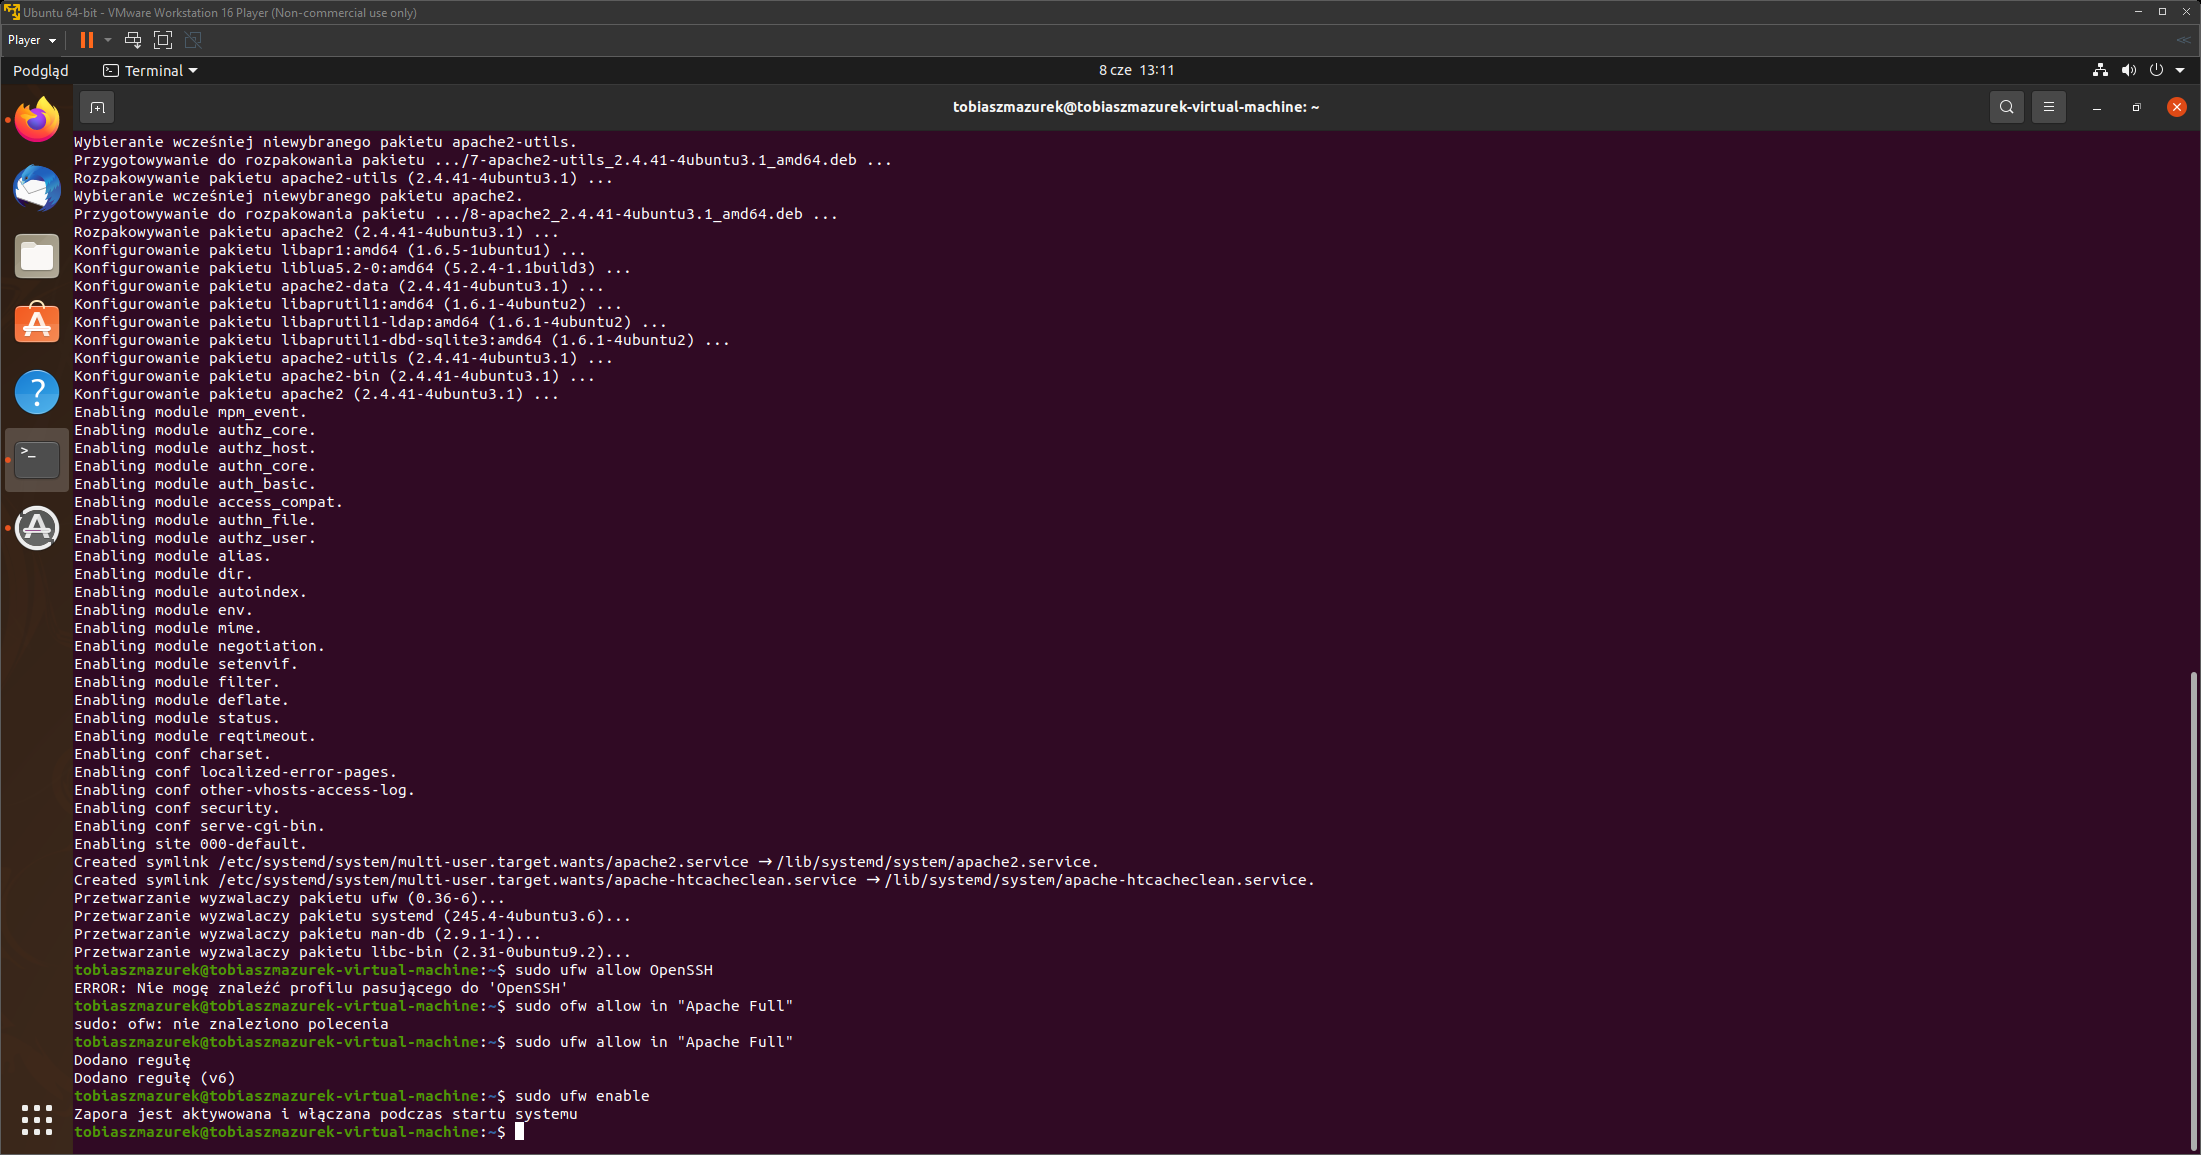 Ubuntu 64-bit - VMware Workstation 16 Player (Non-commercial use only)
Player
Podgląd
Terminal
8 cze 13:11
tobiaszmazurek@tobiaszmazurek-virtual-machine: ~
Wybieranie wcześniej niewybranego pakietu apache2-utils.
Przygotowywanie do rozpakowania pakietu .../7-apache2-utils_2.4.41-4ubuntu3.1_amd64.deb ...
Rozpakowywanie pakietu apache2-utils (2.4.41-4ubuntu3.1) ...
Wybieranie wcześniej niewybranego pakietu apache2.
Przygotowywanie do rozpakowania pakietu .../8-apache2_2.4.41-4ubuntu3.1_amd64.deb ...
Rozpakowywanie pakietu apache2 (2.4.41-4ubuntu3.1) ...
Konfigurowanie pakietu libapr1:amd64 (1.6.5-1ubuntu1) ...
Konfigurowanie pakietu liblua5.2-0:amd64 (5.2.4-1.1build3) ...
Konfigurowanie pakietu apache2-data (2.4.41-4ubuntu3.1) ...
Konfigurowanie pakietu libaprutil1:amd64 (1.6.1-4ubuntu2) ...
Konfigurowanie pakietu libaprutil1-ldap:amd64 (1.6.1-4ubuntu2) ...
Konfigurowanie pakietu libaprutil1-dbd-sqlite3:amd64 (1.6.1-4ubuntu2) ...
Konfigurowanie pakietu apache2-utils (2.4.41-4ubuntu3.1) ...
Konfigurowanie pakietu apache2-bin (2.4.41-4ubuntu3.1) ...
Konfigurowanie pakietu apache2 (2.4.41-4ubuntu3.1) ...
Enabling module mpm_event.
Enabling module authz_core.
Enabling module authz_host.
Enabling module authn_core.
Enabling module auth_basic.
Enabling module access_compat.
Enabling module authn_file.
Enabling module authz_user.
Enabling module alias.
Enabling module dir.
Enabling module autoindex.
Enabling module env.
Enabling module mime.
Enabling module negotiation.
Enabling module setenvif.
Enabling module filter.
Enabling module deflate.
Enabling module status.
Enabling module reqtimeout.
Enabling conf charset.
Enabling conf localized-error-pages.
Enabling conf other-vhosts-access-log.
Enabling conf security.
Enabling conf serve-cgi-bin.
Enabling site 000-default.
Created symlink /etc/systemd/system/multi-user.target.wants/apache2.service → /lib/systemd/system/apache2.service.
Created symlink /etc/systemd/system/multi-user.target.wants/apache-htcacheclean.service → /lib/systemd/system/apache-htcacheclean.service.
Przetwarzanie wyzwalaczy pakietu ufw (0.36-6)...
Przetwarzanie wyzwalaczy pakietu systemd (245.4-4ubuntu3.6)...
Przetwarzanie wyzwalaczy pakietu man-db (2.9.1-1)...
Przetwarzanie wyzwalaczy pakietu libc-bin (2.31-0ubuntu9.2)...
tobiaszmazurek@tobiaszmazurek-virtual-machine:~$ sudo ufw allow OpenSSH
ERROR: Nie mogę znaleźć profilu pasującego do 'OpenSSH'
tobiaszmazurek@tobiaszmazurek-virtual-machine:~$ sudo ofw allow in "Apache Full"
sudo: ofw: nie znaleziono polecenia
tobiaszmazurek@tobiaszmazurek-virtual-machine:~$ sudo ufw allow in "Apache Full"
Dodano regułę
Dodano regułę (v6)
tobiaszmazurek@tobiaszmazurek-virtual-machine:~$ sudo ufw enable
Zapora jest aktywowana i włączana podczas startu systemu
tobiaszmazurek@tobiaszmazurek-virtual-machine:~$